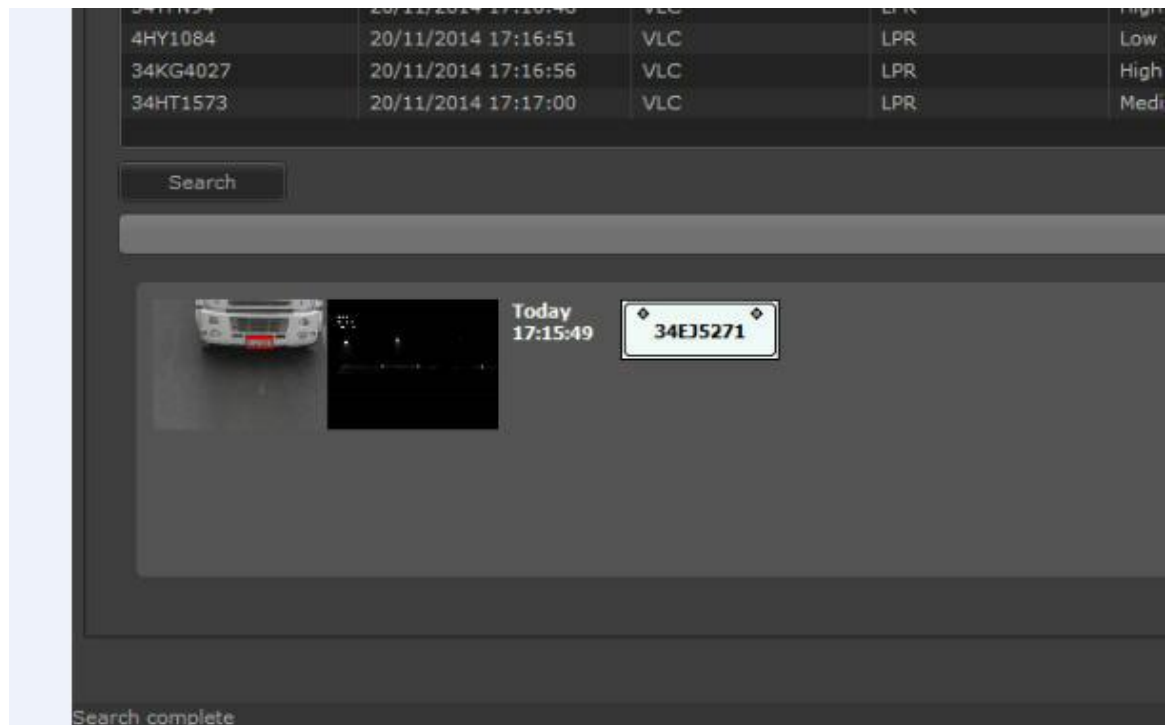 4HY1084 20/11/2014 17:16:51 VLC LPR Low
34KG4027 20/11/2014 17:16:56 VLC LPR High
34HT1573 20/11/2014 17:17:00 VLC LPR Medi
Search
Today
17:15:49
34EJ5271
Search complete